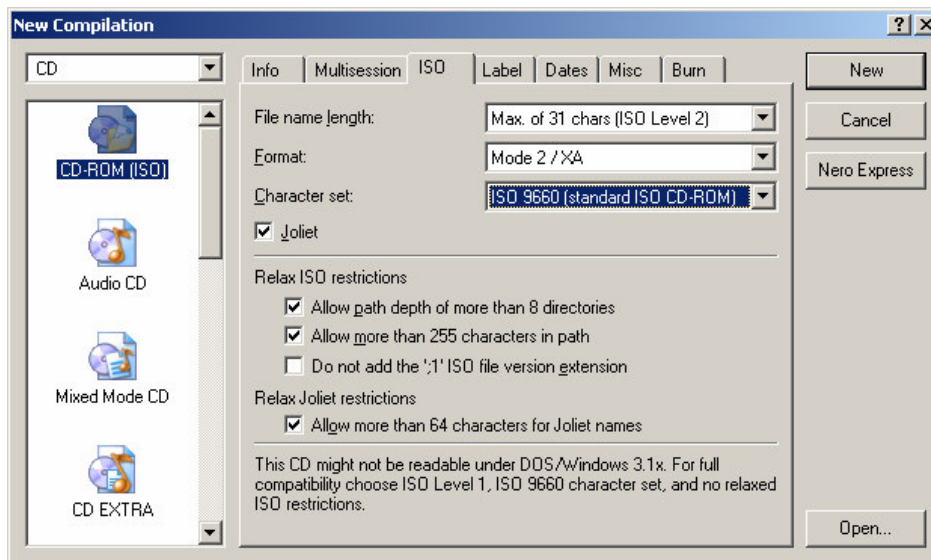 New Compilation
CD
CD-ROM (ISO)
Audio CD
Mixed Mode CD
CD EXTRA
Info Multisession ISO Label Dates Misc Burn
File name length: Max. of 31 chars (ISO Level 2)
Format: Mode 2 / XA
Character set: ISO 9660 (standard ISO CD-ROM)
Joliet
Relax ISO restrictions
Allow path depth of more than 8 directories
Allow more than 255 characters in path
Do not add the ';1' ISO file version extension
Relax Joliet restrictions
Allow more than 64 characters for Joliet names
This CD might not be readable under DOS/Windows 3.1x. For full
compatibility choose ISO Level 1, ISO 9660 character set, and no relaxed
ISO restrictions.
New
Cancel
Nero Express
Open...